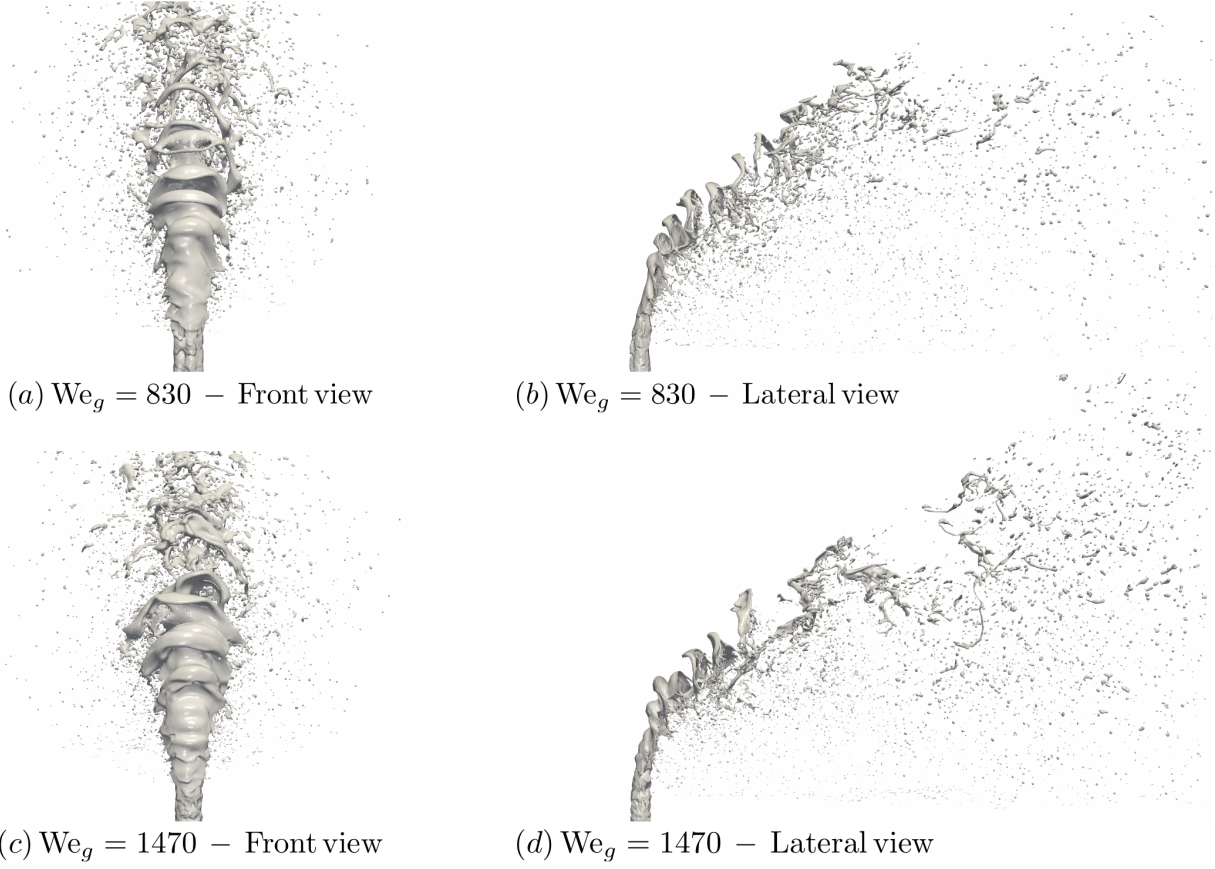 (a) We_g = 830 − Front view
(b) We_g = 830 − Lateral view
(c) We_g = 1470 − Front view
(d) We_g = 1470 − Lateral view